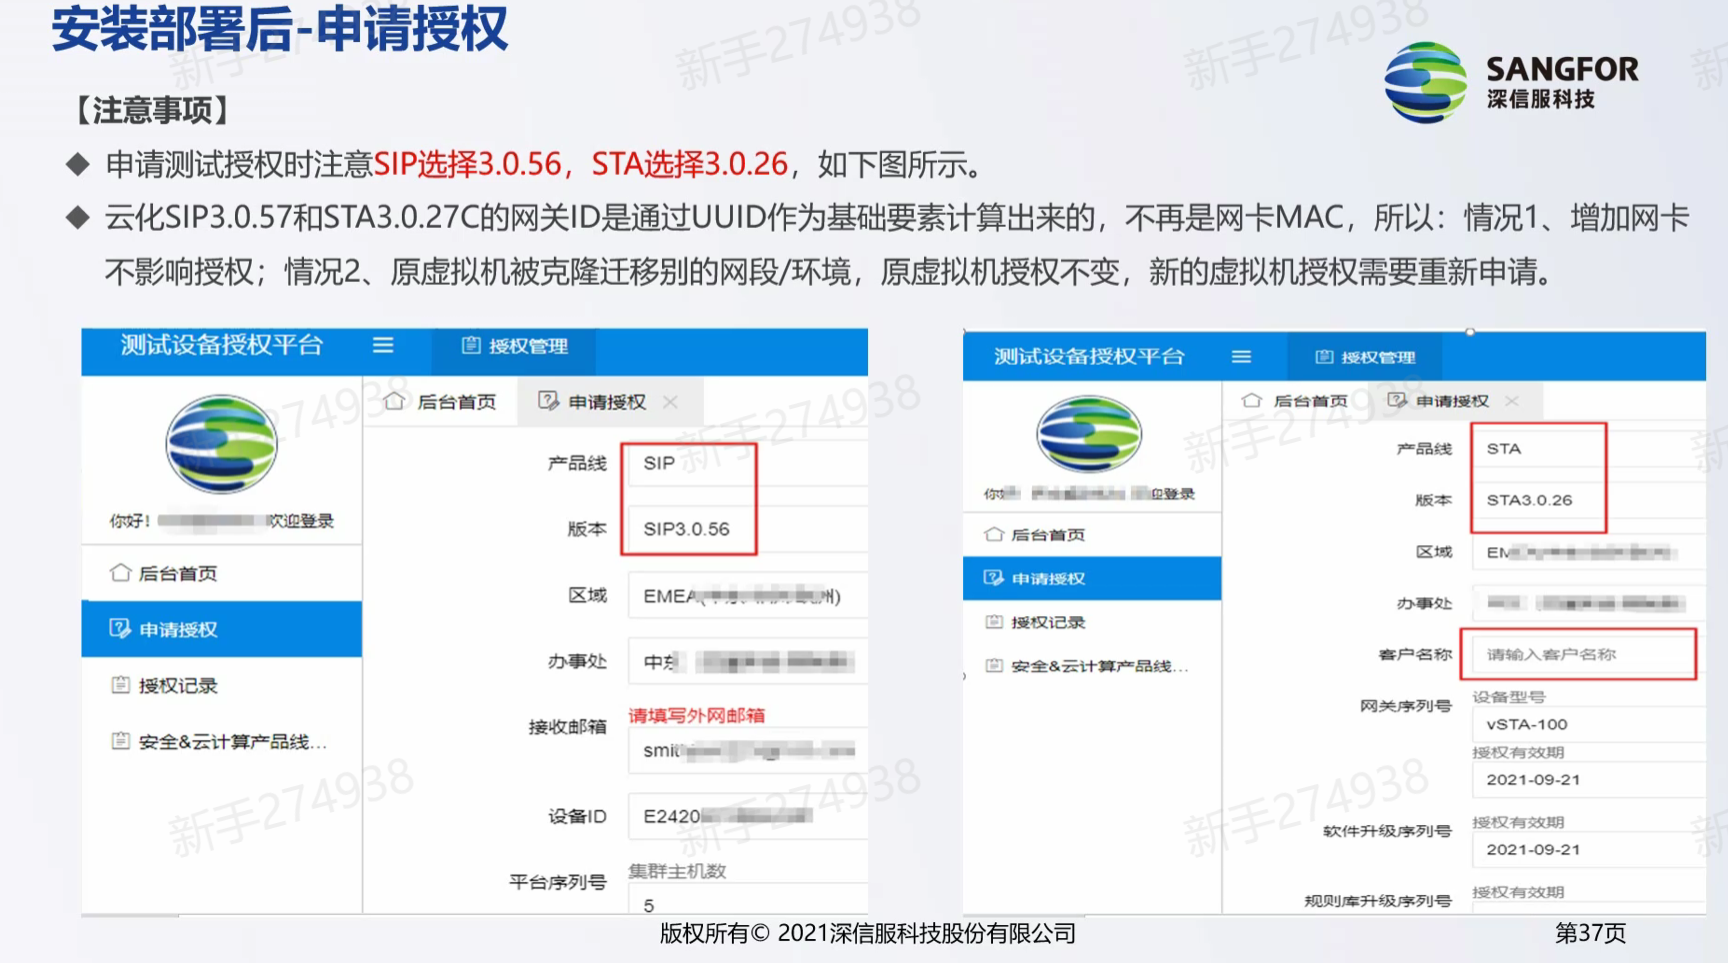 安装部署后-申请授权
SANGFOR
深信服科技
【注意事项】
申请测试授权时注意SIP选择3.0.56，STA选择3.0.26，如下图所示。
云化SIP3.0.57和STA3.0.27C的网关ID是通过UUID作为基础要素计算出来的，不再是网卡MAC，所以：情况1、增加网卡
不影响授权；情况2、原虚拟机被克隆迁移别的网段/环境，原虚拟机授权不变，新的虚拟机授权需要重新申请。
测试设备授权平台
授权管理
后台首页
申请授权
你好！ 欢迎登录
后台首页
申请授权
授权记录
安全&云计算产品线...
产品线
SIP
版本
SIP3.0.56
区域
EMEA(
办事处
中东
接收邮箱
请填写外网邮箱
smit
设备ID
E2420
平台序列号
集群主机数
5
测试设备授权平台
授权管理
后台首页
申请授权
迎登录
后台首页
申请授权
授权记录
安全&云计算产品线...
产品线
STA
版本
STA3.0.26
区域
办事处
客户名称
请输入客户名称
网关序列号
设备型号
vSTA-100
授权有效期
2021-09-21
软件升级序列号
授权有效期
2021-09-21
规则库升级序列号
授权有效期
版权所有© 2021深信服科技股份有限公司
第37页
新手274938